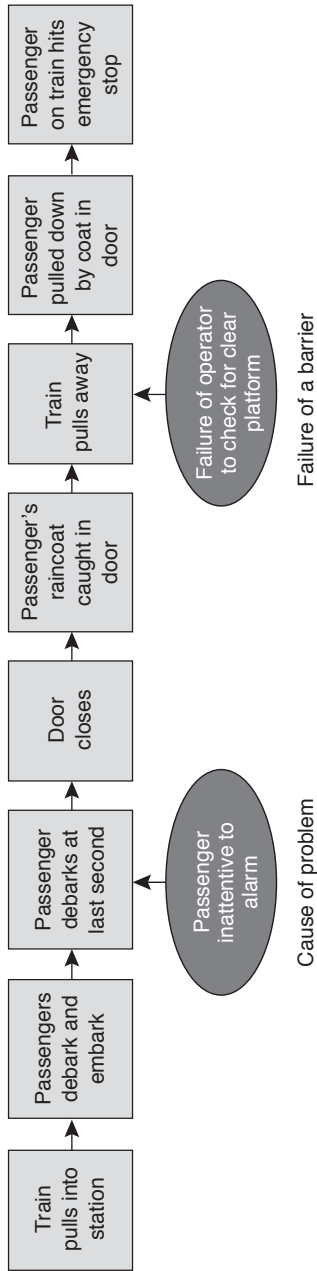 Train
pulls into
station
Passengers
debark and
embark
Passenger
debarks at
last second
Door
closes
Passenger's
raincoat
caught in
door
Train
pulls away
Passenger
pulled down
by coat in
door
Passenger
on train hits
emergency
stop
Passenger
inattentive to
alarm
Failure of operator
to check for clear
platform
Cause of problem
Failure of a barrier